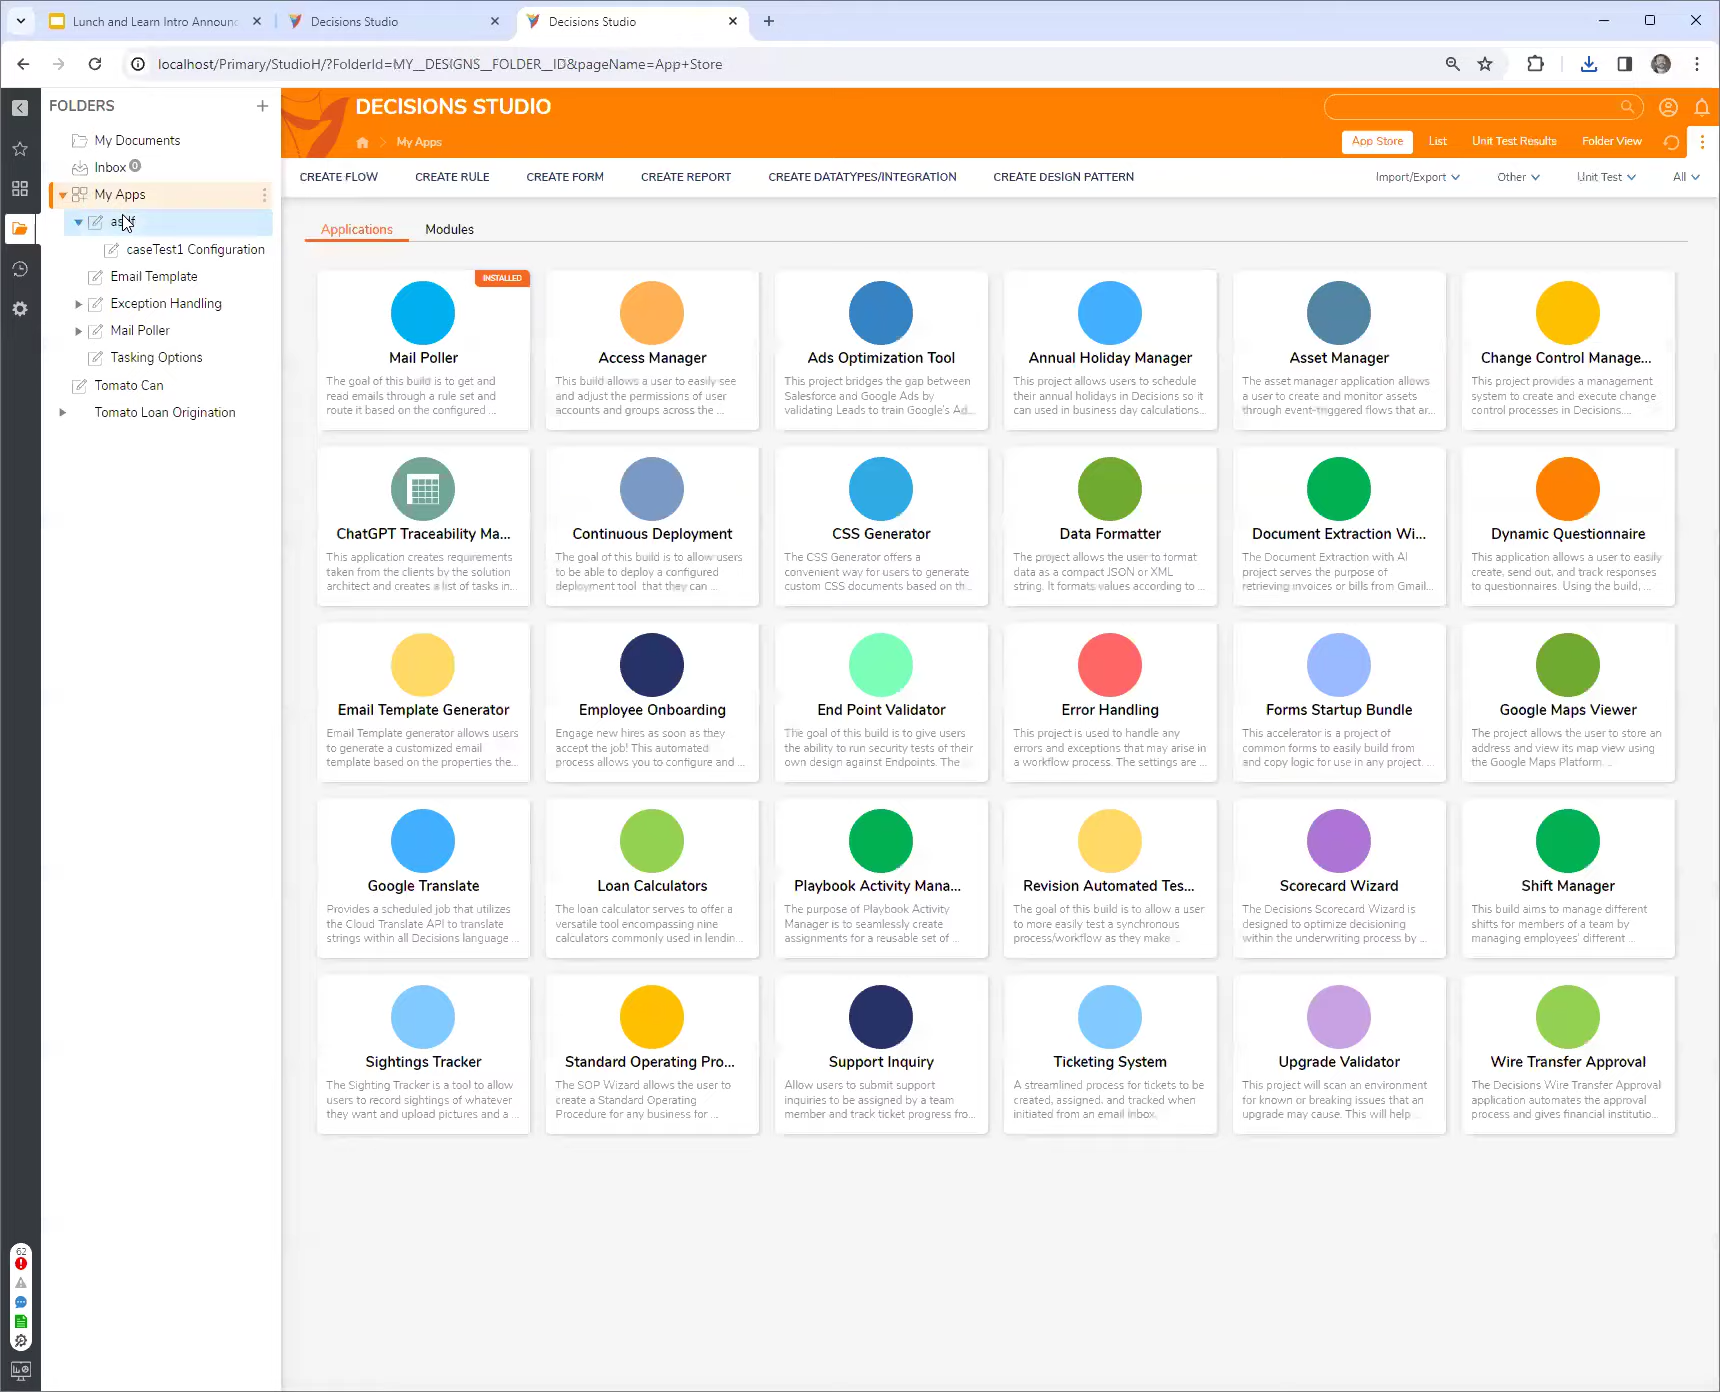 Lunch and Learn Intro Announc
Decisions Studio
Decisions Studio
localhost/Primary/StudioH/?FolderId=MY__DESIGNS__FOLDER__ID&pageName=App+Store
FOLDERS
My Documents
Inbox 0
My Apps
caseTest1 Configuration
Email Template
Exception Handling
Mail Poller
Tasking Options
Tomato Can
Tomato Loan Origination
62
DECISIONS STUDIO
My Apps
App Store
List
Unit Test Results
Folder View
CREATE FLOW
CREATE RULE
CREATE FORM
CREATE REPORT
CREATE DATATYPES/INTEGRATION
CREATE DESIGN PATTERN
Import/Export
Other
Unit Test
All
Applications
Modules
INSTALLED
Mail Poller
The goal of this build is to get and
read emails through a rule set and
route it based on the configured ...
Access Manager
This build allows a user to easily see
and adjust the permissions of user
accounts and groups across the ...
Ads Optimization Tool
This project bridges the gap between
Salesforce and Google Ads by
validating Leads to train Google's Ad...
Annual Holiday Manager
This project allows users to schedule
their annual holidays in Decisions so it
can used in business day calculations...
Asset Manager
The asset manager application allows
a user to create and monitor assets
through event-triggered flows that ar...
Change Control Manage...
This project provides a management
system to create and execute change
control processes in Decisions....
ChatGPT Traceability Ma...
This application creates requirements
taken from the clients by the solution
architect and creates a list of tasks in...
Continuous Deployment
The goal of this build is to allow users
to be able to deploy a configured
deployment tool that they can ...
CSS Generator
The CSS Generator offers a
convenient way for users to generate
custom CSS documents based on th...
Data Formatter
The project allows the user to format
data as a compact JSON or XML
string. It formats values according to ...
Document Extraction Wi...
The Document Extraction with AI
project serves the purpose of
retrieving invoices or bills from Gmail...
Dynamic Questionnaire
This application allows a user to easily
create, send out, and track responses
to questionnaires. Using the build, ...
Email Template Generator
Email Template generator allows users
to generate a customized email
template based on the properties the...
Employee Onboarding
Engage new hires as soon as they
accept the job! This automated
process allows you to configure and ...
End Point Validator
The goal of this build is to give users
the ability to run security tests of their
own design against Endpoints. The ...
Error Handling
This project is used to handle any
errors and exceptions that may arise in
a workflow process. The settings are ...
Forms Startup Bundle
This accelerator is a project of
common forms to easily build from
and copy logic for use in any project. ...
Google Maps Viewer
The project allows the user to store an
address and view its map view using
the Google Maps Platform. ...
Google Translate
Provides a scheduled job that utilizes
the Cloud Translate API to translate
strings within all Decisions language ...
Loan Calculators
The loan calculator serves to offer a
versatile tool encompassing nine
calculators commonly used in lendin...
Playbook Activity Mana...
The purpose of Playbook Activity
Manager is to seamlessly create
assignments for a reusable set of ...
Revision Automated Tes...
The goal of this build is to allow a user
to more easily test a synchronous
process/workflow as they make ...
Scorecard Wizard
The Decisions Scorecard Wizard is
designed to optimize decisioning
within the underwriting process by ...
Shift Manager
This build aims to manage different
shifts for members of a team by
managing employees' different ...
Sightings Tracker
The Sighting Tracker is a tool to allow
users to record sightings of whatever
they want and upload pictures and a ...
Standard Operating Pro...
The SOP Wizard allows the user to
create a Standard Operating
Procedure for any business for ...
Support Inquiry
Allow users to submit support
inquiries to be assigned by a team
member and track ticket progress fro...
Ticketing System
A streamlined process for tickets to be
created, assigned, and tracked when
initiated from an email inbox.
Upgrade Validator
This project will scan an environment
for known or breaking issues that an
upgrade may cause. This will help ...
Wire Transfer Approval
The Decisions Wire Transfer Approval
application automates the approval
process and gives financial institutio...